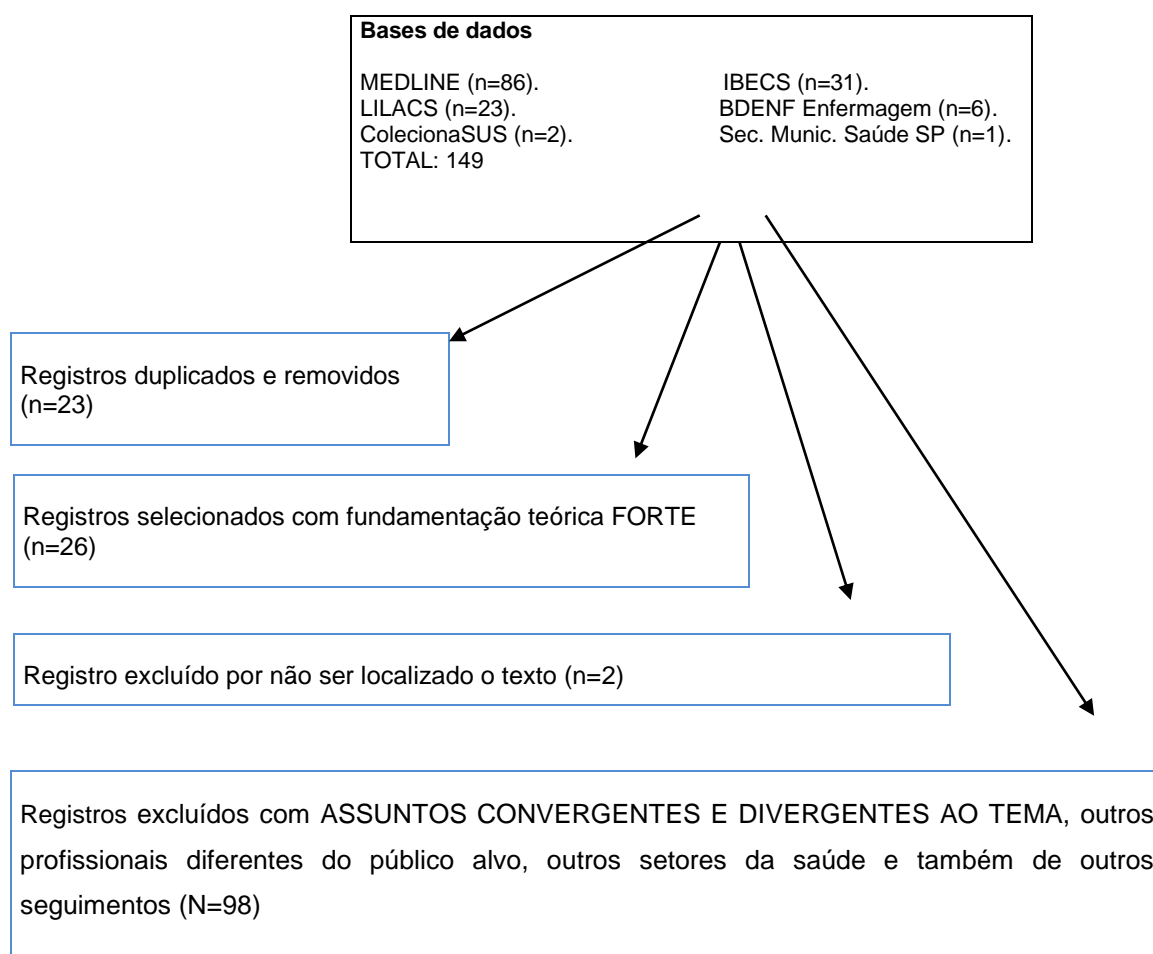 Bases de dados
MEDLINE (n=86). IBECS (n=31).
LILACS (n=23). BDENF Enfermagem (n=6).
ColecionaSUS (n=2). Sec. Munic. Saúde SP (n=1).
TOTAL: 149
Registros duplicados e removidos
(n=23)
Registros selecionados com fundamentação teórica FORTE
(n=26)
Registro excluído por não ser localizado o texto (n=2)
Registros excluídos com ASSUNTOS CONVERGENTES E DIVERGENTES AO TEMA, outros
profissionais diferentes do público alvo, outros setores da saúde e também de outros
seguimentos (N=98)